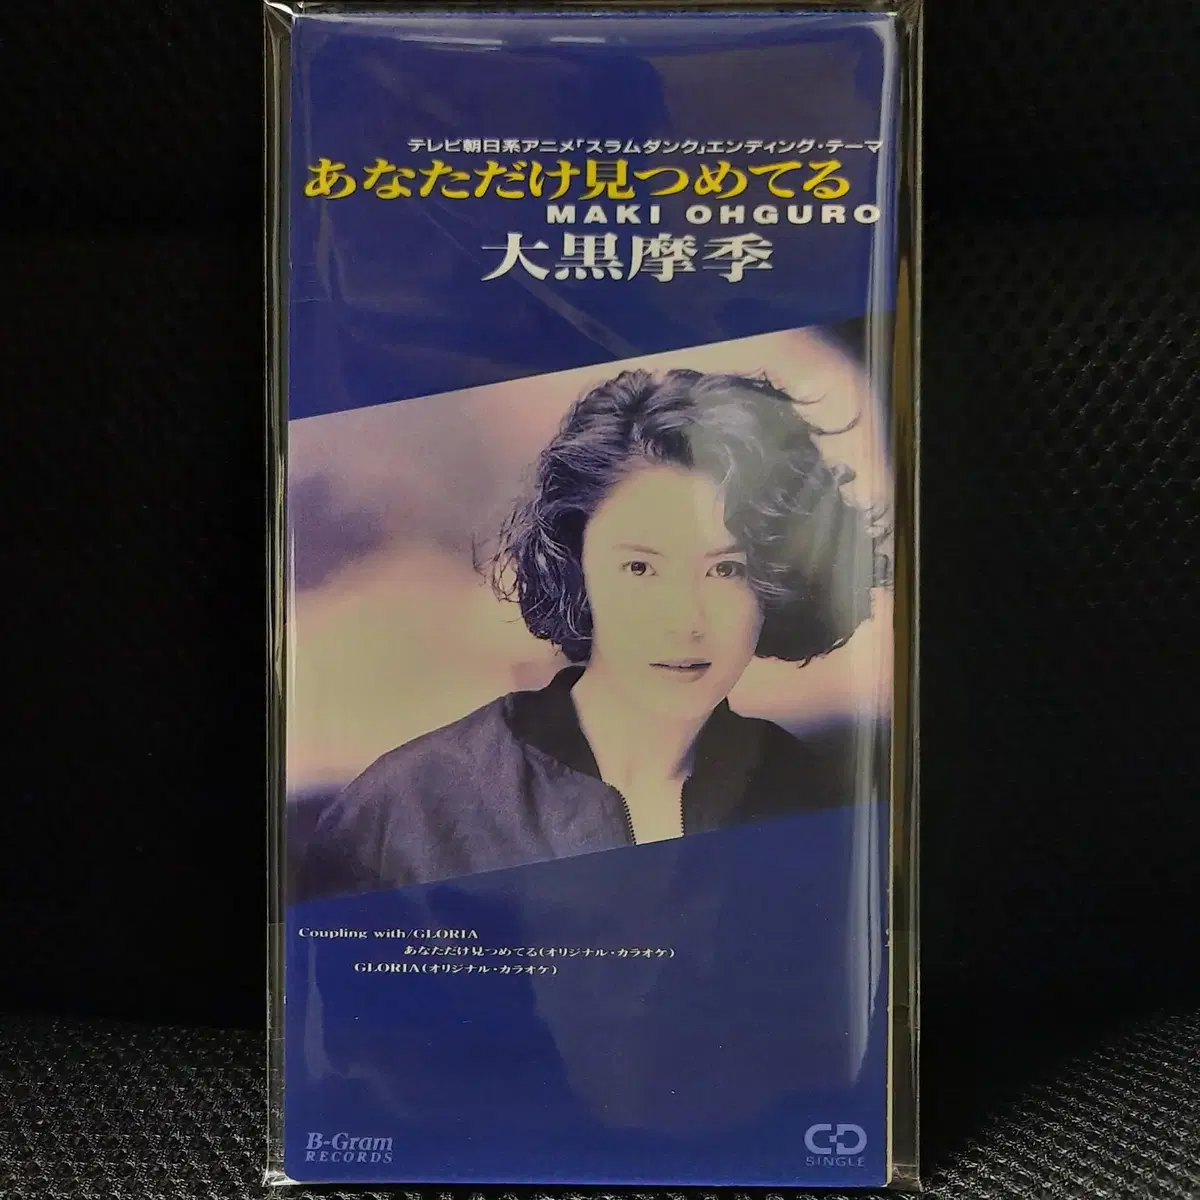 テレビ朝日系アニメ「スラムダンク」エンディング・テーマ
あなただけ見つめてる
MAKI OHGURO
大黒摩季
Coupling with/GLORIA
あなただけ見つめてる(オリジナル・カラオケ)
GLORIA(オリジナル・カラオケ)
B-Gram
RECORDS
CD
SINGLE